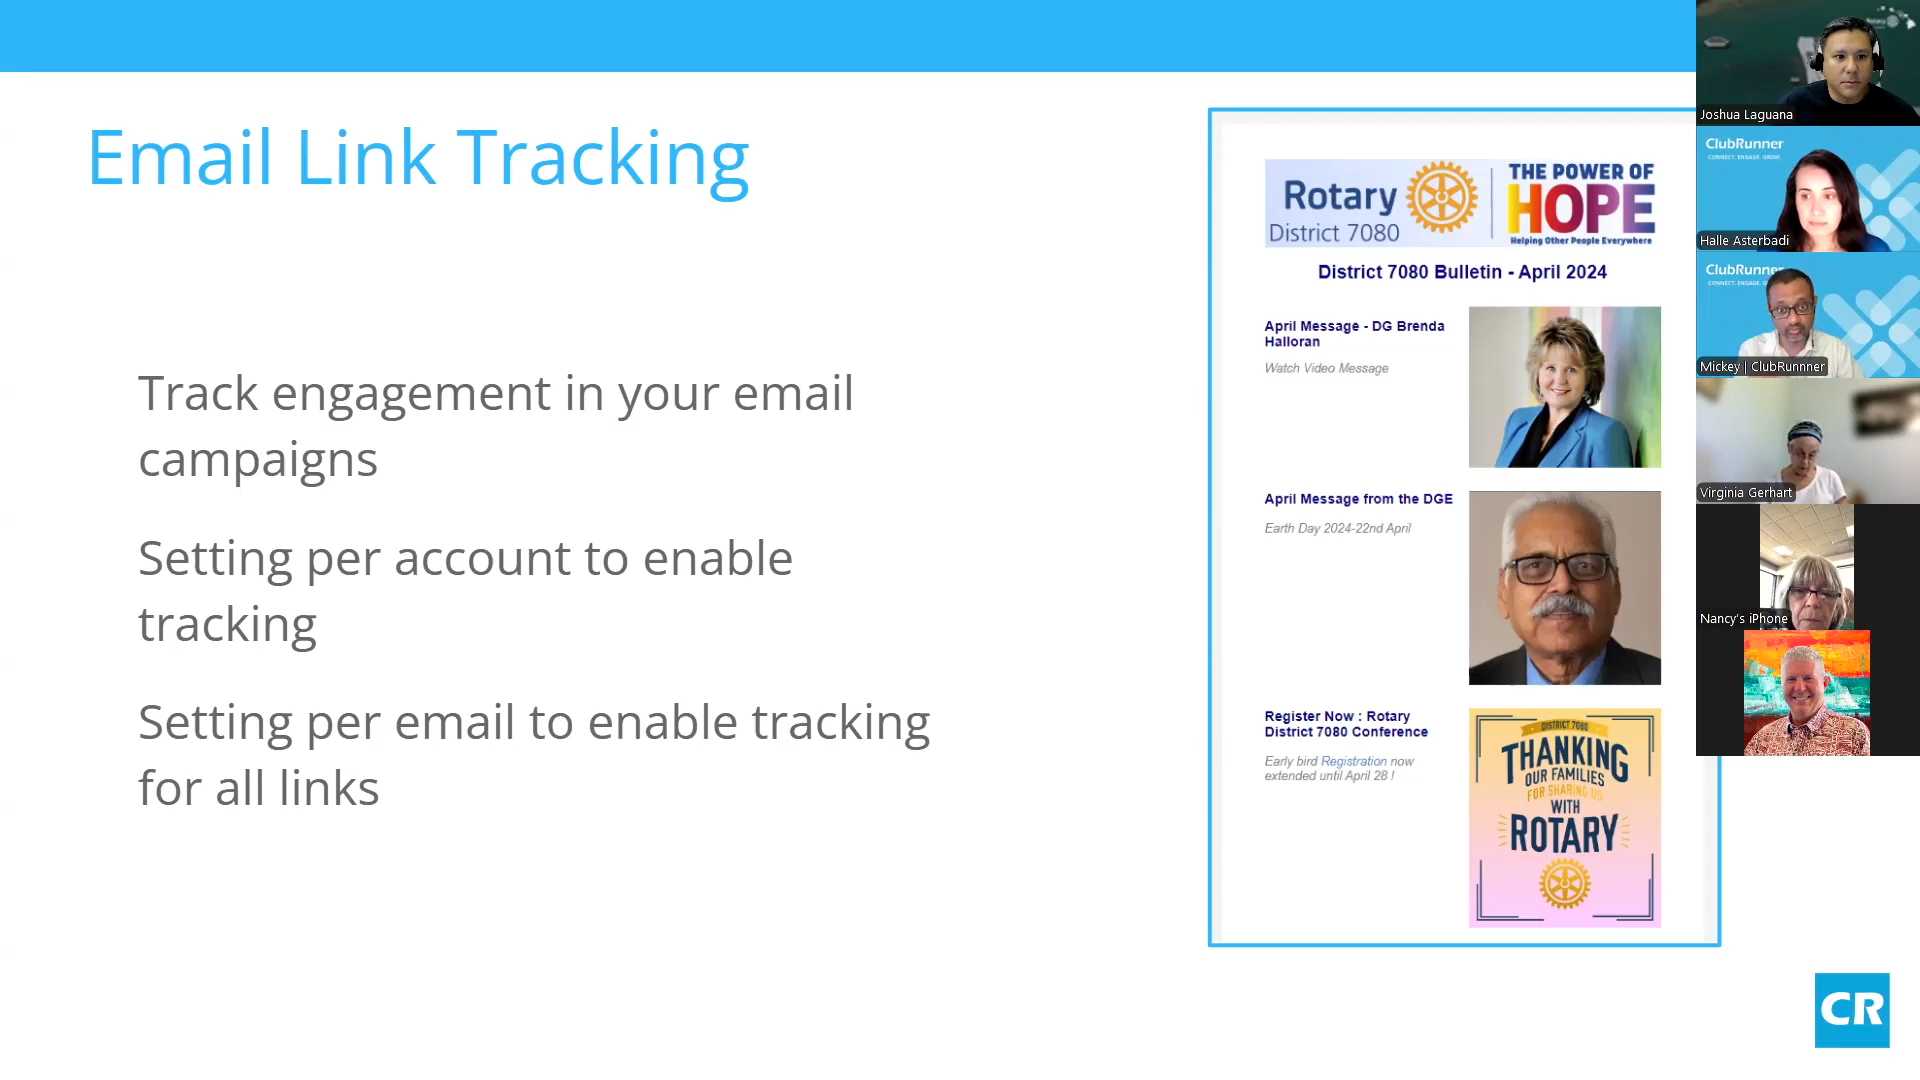 Email Link Tracking
Track engagement in your email
campaigns
Setting per account to enable
tracking
Setting per email to enable tracking
for all links
Rotary
District 7080
THE POWER OF
HOPE
Helping Other People Everywhere
District 7080 Bulletin - April 2024
April Message - DG Brenda
Halloran
Watch Video Message
April Message from the DGE
Earth Day 2024-22nd April
Register Now : Rotary
District 7080 Conference
Early bird Registration now
extended until April 28 !
DISTRICT 7080
THANKING
OUR FAMILIES
FOR SHARING US
WITH
ROTARY
Joshua Laguana
ClubRunner
CONNECT. ENGAGE. GROW.
Halle Asterbadi
ClubRunner
CONNECT. ENGAGE.
Mickey | ClubRunnner
Virginia Gerhart
Nancy's iPhone
CR